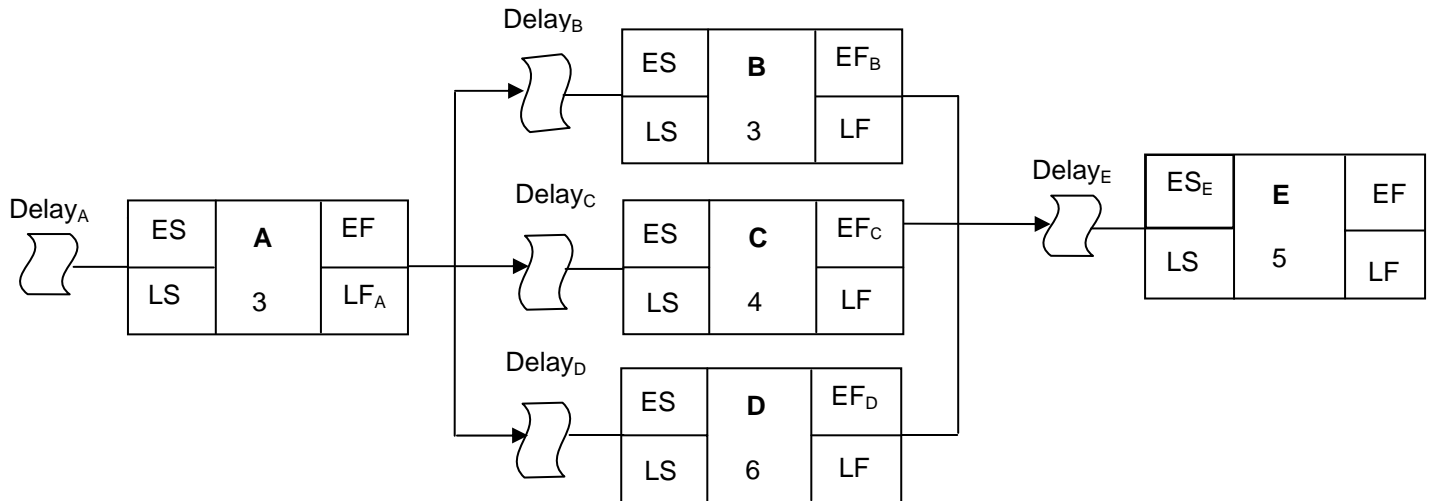 Delay_B
ES B EF_B
LS 3 LF
Delay_A
ES A EF
LS 3 LF_A
Delay_C
ES C EF_C
LS 4 LF
Delay_E
ES_E E EF
LS 5 LF
Delay_D
ES D EF_D
LS 6 LF